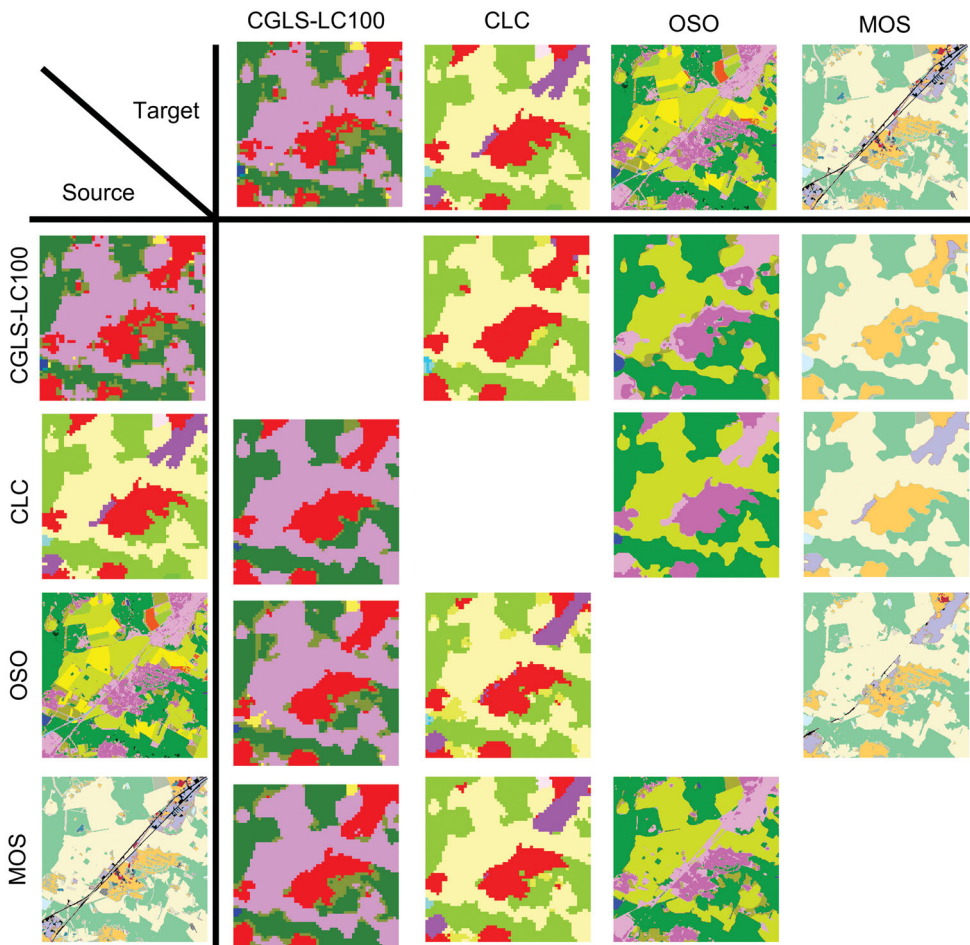 CGLS-LC100
CLC
OSO
MOS
Target
Source
CGLS-LC100
CLC
OSO
MOS